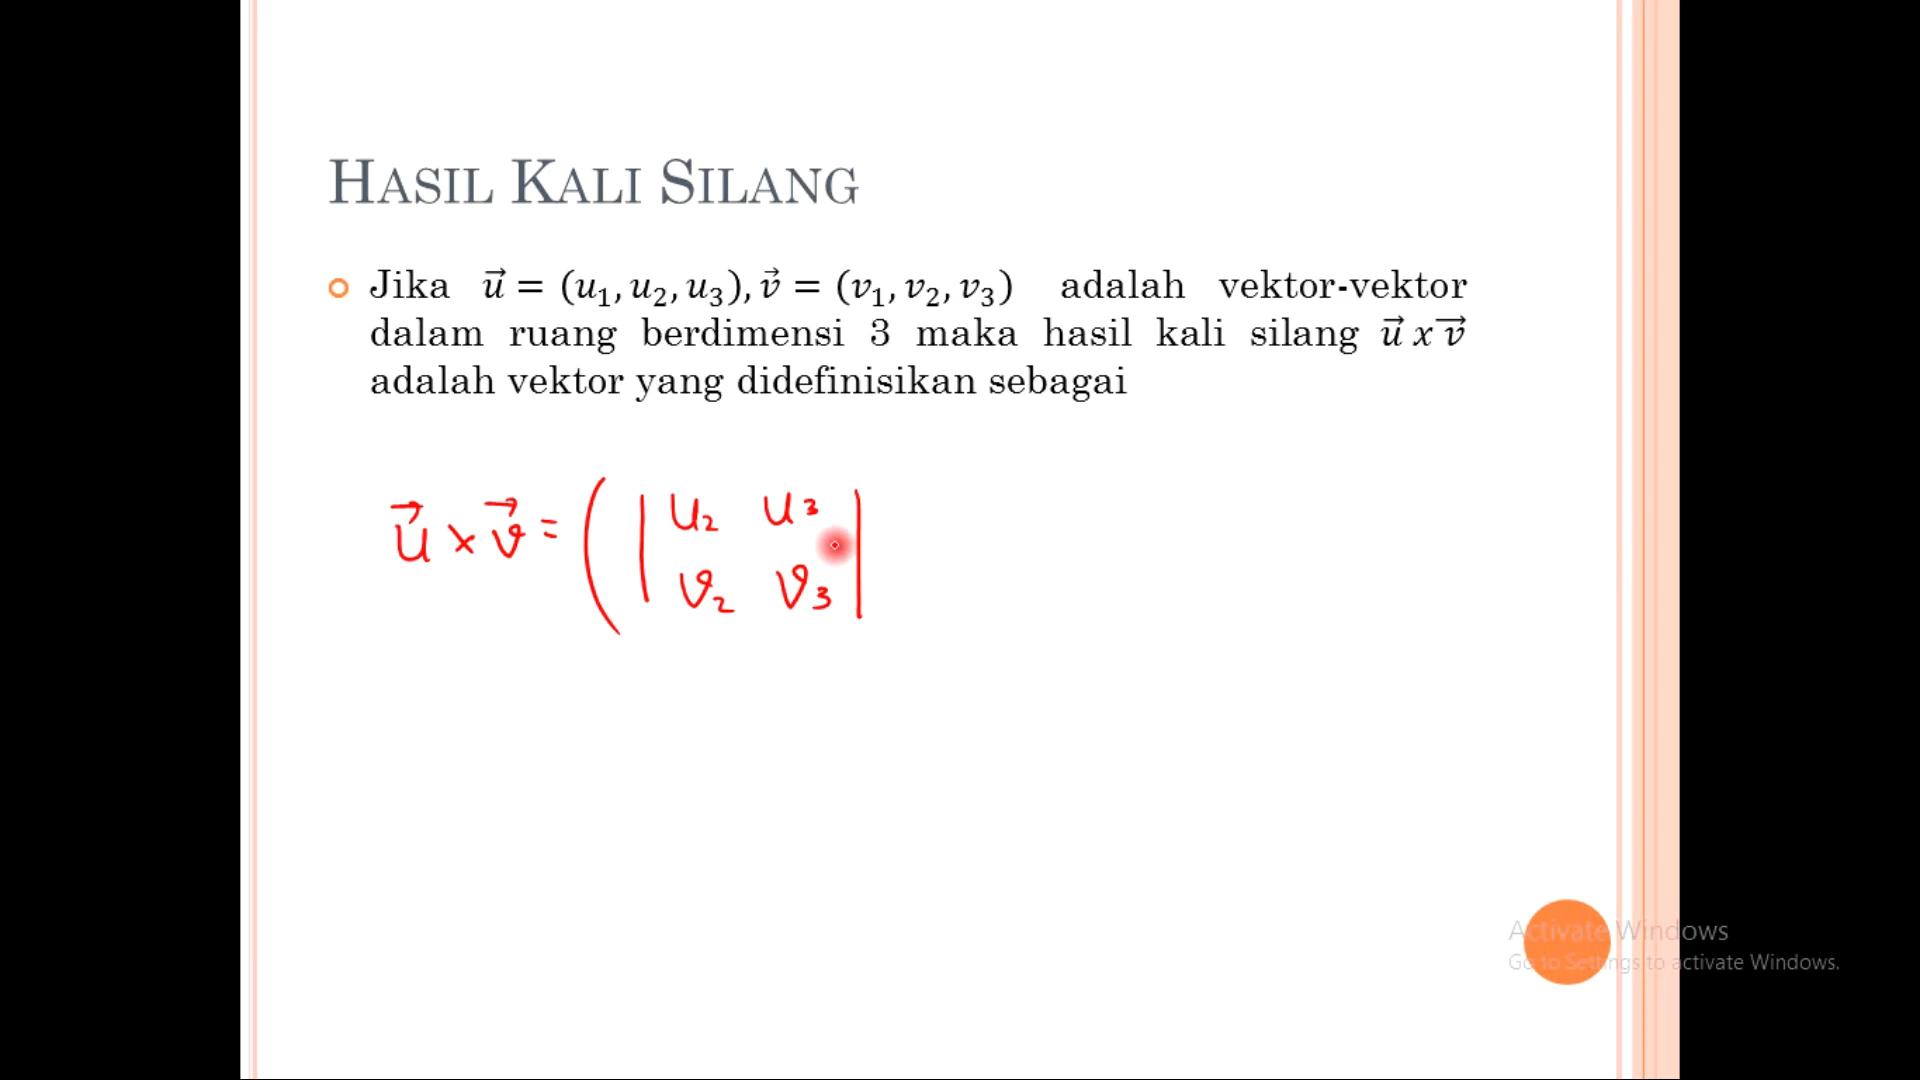 HASIL KALI SILANG
Jika u⃗ = (u₁, u₂, u₃), v⃗ = (v₁, v₂, v₃) adalah vektor-vektor
dalam ruang berdimensi 3 maka hasil kali silang u⃗ x v⃗
adalah vektor yang didefinisikan sebagai
u⃗ × v⃗ = ( | u₂ u₃ |
v₂ v₃
Activate Windows
Go to Settings to activate Windows.